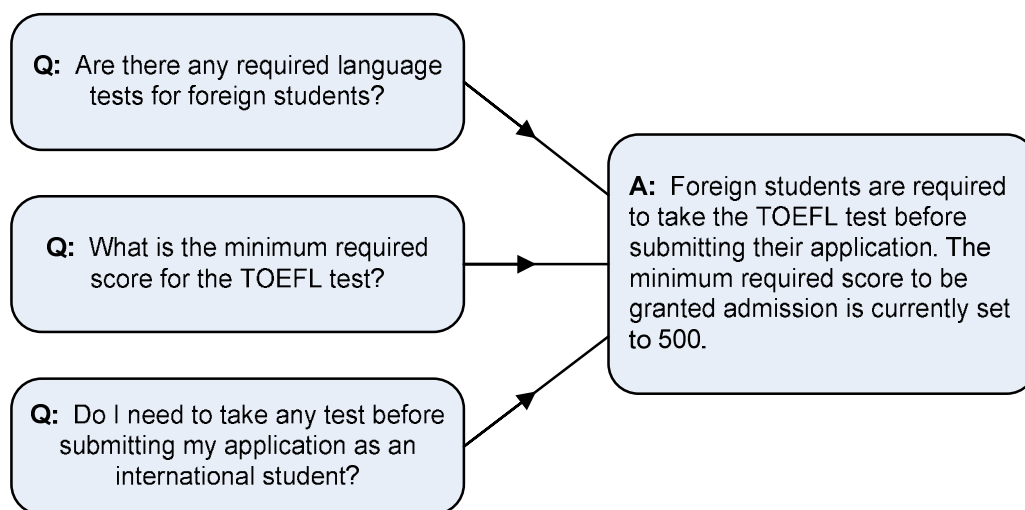 Q: Are there any required language
tests for foreign students?
Q: What is the minimum required
score for the TOEFL test?
Q: Do I need to take any test before
submitting my application as an
international student?
A: Foreign students are required
to take the TOEFL test before
submitting their application. The
minimum required score to be
granted admission is currently set
to 500.